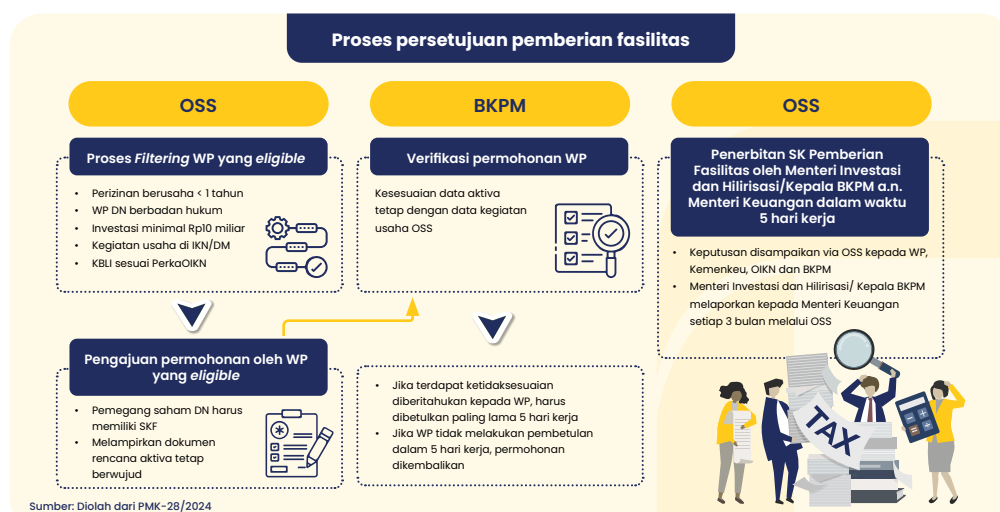 Proses persetujuan pemberian fasilitas
OSS
Proses Filtering WP yang eligible
• Perizinan berusaha < 1 tahun
• WP DN berbadan hukum
• Investasi minimal Rp10 miliar
• Kegiatan usaha di IKN/DM
• KBLI sesuai PerkaOIKN
Pengajuan permohonan oleh WP
yang eligible
• Pemegang saham DN harus
memiliki SKF
• Melampirkan dokumen
rencana aktiva tetap
berwujud
BKPM
Verifikasi permohonan WP
Kesesuaian data aktiva
tetap dengan data kegiatan
usaha OSS
• Jika terdapat ketidaksesuaian
diberitahukan kepada WP, harus
dibetulkan paling lama 5 hari kerja
• Jika WP tidak melakukan pembetulan
dalam 5 hari kerja, permohonan
dikembalikan
OSS
Penerbitan SK Pemberian
Fasilitas oleh Menteri Investasi
dan Hilirisasi/Kepala BKPM a.n.
Menteri Keuangan dalam waktu
5 hari kerja
• Keputusan disampaikan via OSS kepada WP,
Kemenkeu, OIKN dan BKPM
• Menteri Investasi dan Hilirisasi/ Kepala BKPM
melaporkan kepada Menteri Keuangan
setiap 3 bulan melalui OSS
TAX
Sumber: Diolah dari PMK-28/2024